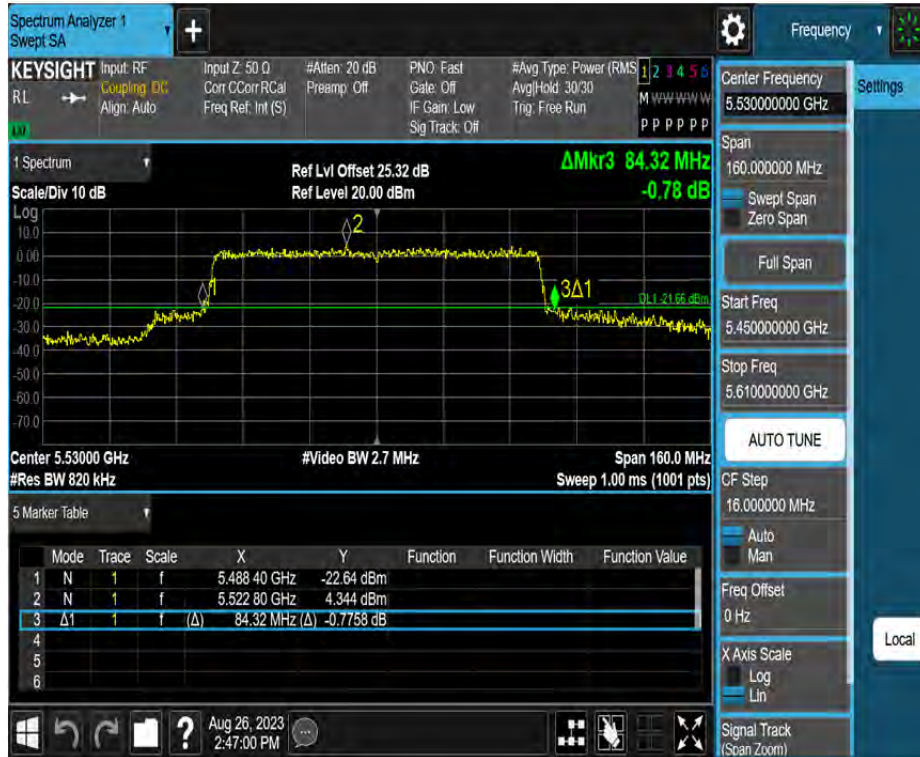 Spectrum Analyzer 1
Swept SA
+
Frequency
KEYSIGHT
RL
Input: RF
Coupling: DC
Align: Auto
Input Z: 50 Ω
Corr CCorr RCal
Freq Ref: Int (S)
#Atten: 20 dB
Preamp: Off
PNO: Fast
Gate: Off
IF Gain: Low
Sig Track: Off
#Avg Type: Power (RMS
Avg|Hold: 30/30
Trig: Free Run
1 2 3 4 5 6
M W W W W W
P P P P P P
1 Spectrum
Scale/Div 10 dB
Ref Lvl Offset 25.32 dB
Ref Level 20.00 dBm
ΔMkr3 84.32 MHz
-0.78 dB
Log
10.0
0.00
-10.0
-20.0
-30.0
-40.0
-50.0
-60.0
-70.0
2
3Δ1
DL1 -21.66 dBm
Center 5.53000 GHz
#Res BW 820 kHz
#Video BW 2.7 MHz
Span 160.0 MHz
Sweep 1.00 ms (1001 pts)
5 Marker Table
Mode Trace Scale X Y Function Function Width Function Value
1 N 1 f 5.488 40 GHz -22.64 dBm
2 N 1 f 5.522 80 GHz 4.344 dBm
3 Δ1 1 f (Δ) 84.32 MHz (Δ) -0.7758 dB
4
5
6
?
Aug 26, 2023
2:47:00 PM
Center Frequency
5.530000000 GHz
Span
160.000000 MHz
Swept Span
Zero Span
Full Span
Start Freq
5.450000000 GHz
Stop Freq
5.610000000 GHz
AUTO TUNE
CF Step
16.000000 MHz
Auto
Man
Freq Offset
0 Hz
X Axis Scale
Log
Lin
Signal Track
(Span Zoom)
Settings
Local